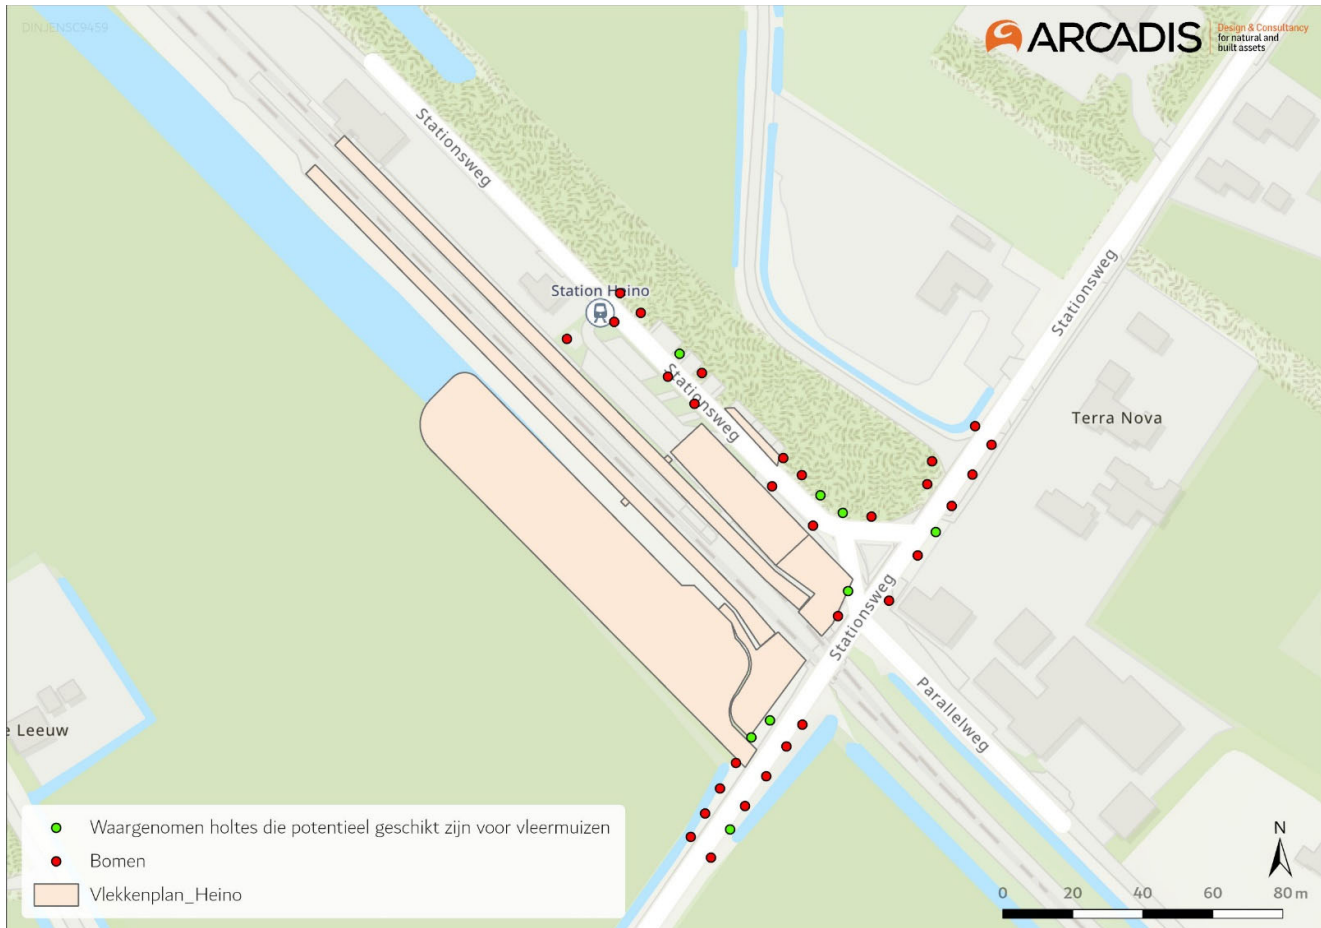 DINJENSC9459
ARCADIS
Design & Consultancy
for natural and
built assets
Stationsweg
Station Heino
Stationsweg
Stationsweg
Stationsweg
Terra Nova
Parallelweg
e Leeuw
Waargenomen holtes die potentieel geschikt zijn voor vleermuizen
Bomen
Vlekkenplan_Heino
N
0 20 40 60 80 m